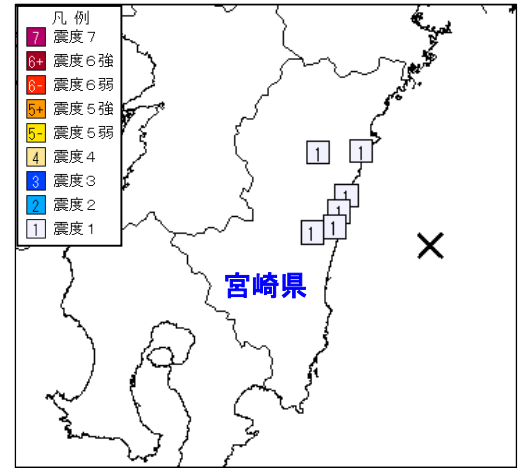 凡 例
7 震度７
6+ 震度６強
6- 震度６弱
5+ 震度５強
5- 震度５弱
4 震度４
3 震度３
2 震度２
1 震度１
1 1
1
1
1 1
宮崎県